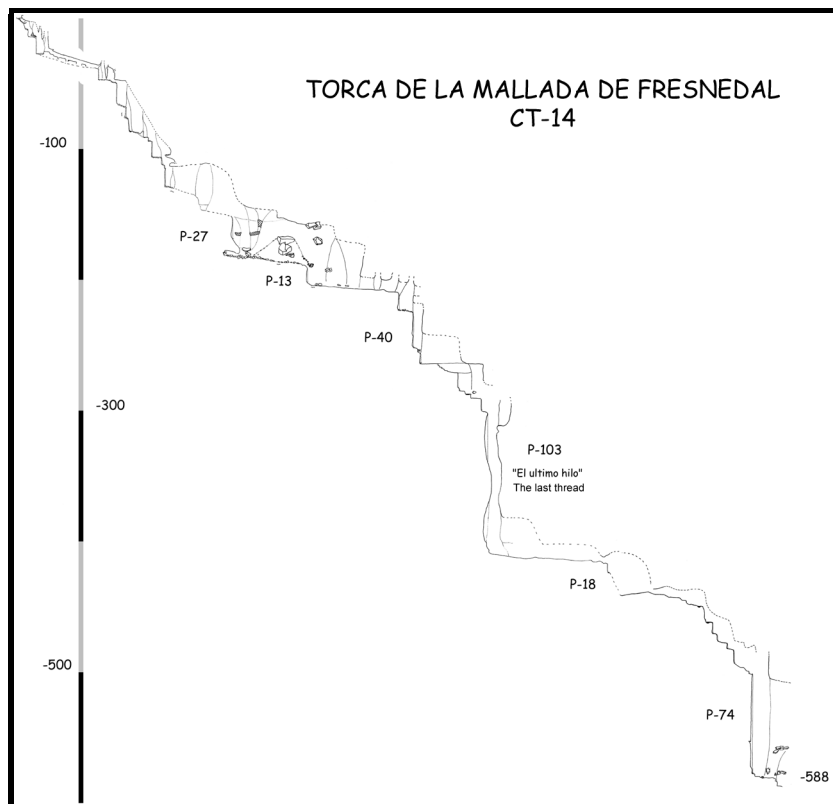 TORCA DE LA MALLADA DE FRESNEDAL
CT-14
-100
P-27
P-13
P-40
-300
P-103
"El ultimo hilo"
The last thread
P-18
-500
P-74
-588